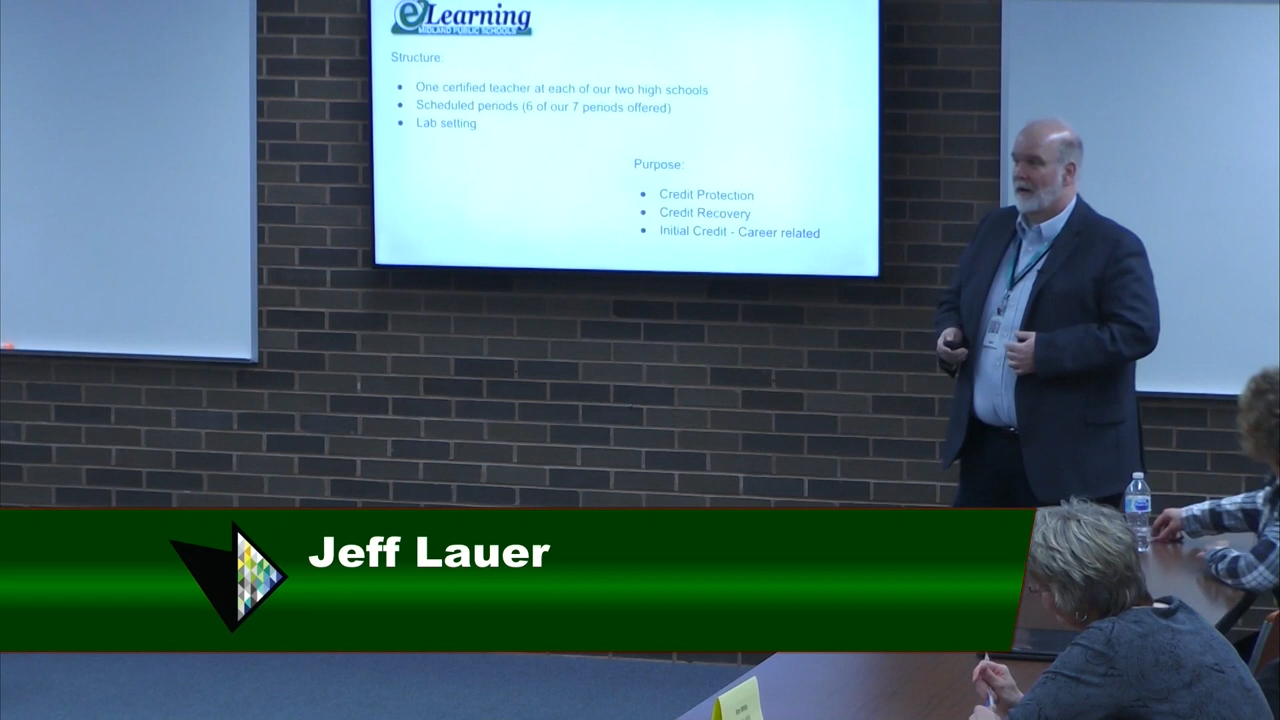 eLearning
MIDLAND PUBLIC SCHOOLS
Structure:
• One certified teacher at each of our two high schools
• Scheduled periods (6 of our 7 periods offered)
• Lab setting
Purpose:
• Credit Protection
• Credit Recovery
• Initial Credit - Career related
Jeff Lauer